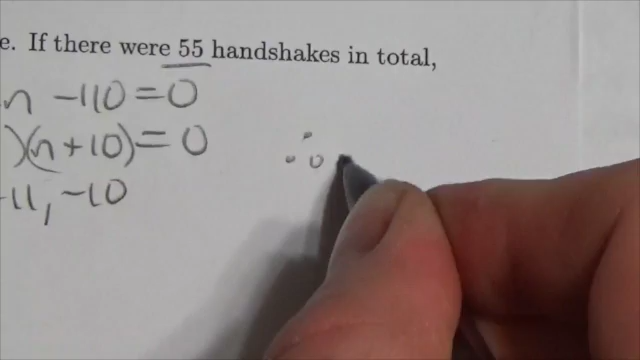 e. If there were 55 handshakes in total,
n - 110 = 0
)(n + 10) = 0
11, -10
∴